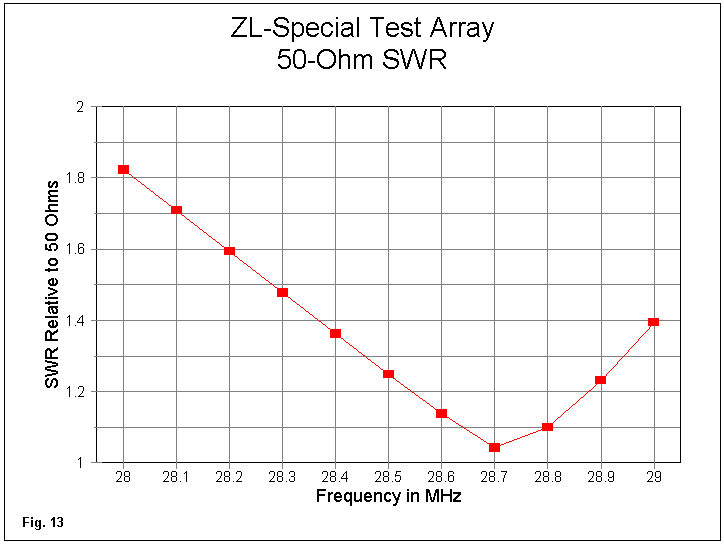 ZL-Special Test Array
50-Ohm SWR
SWR Relative to 50 Ohms
2
1.8
1.6
1.4
1.2
1
28 28.1 28.2 28.3 28.4 28.5 28.6 28.7 28.8 28.9 29
Frequency in MHz
Fig. 13